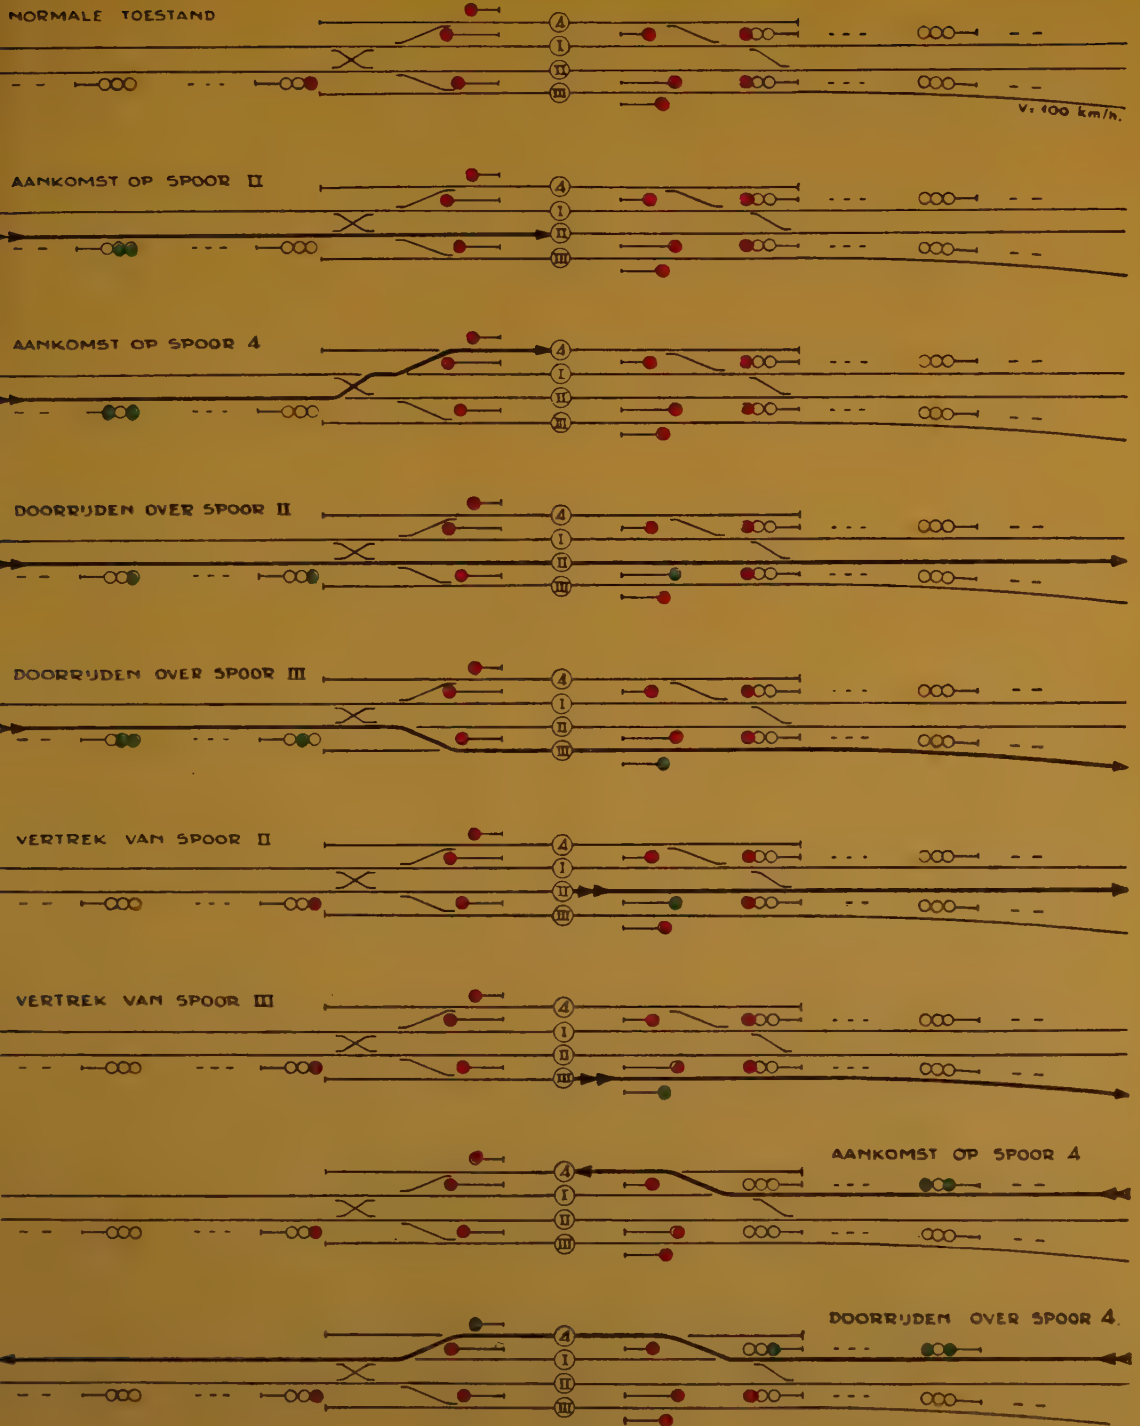 NORMALE TOESTAND
4
I
II
III
V: 100 km/h.
AANKOMST OP SPOOR II
4
I
II
III
AANKOMST OP SPOOR 4
4
I
II
III
DOORRIJDEN OVER SPOOR II
4
I
II
III
DOORRIJDEN OVER SPOOR III
4
I
II
III
VERTREK VAN SPOOR II
4
I
II
III
VERTREK VAN SPOOR III
4
I
II
III
AANKOMST OP SPOOR 4
4
I
II
III
DOORRIJDEN OVER SPOOR 4.
4
I
II
III